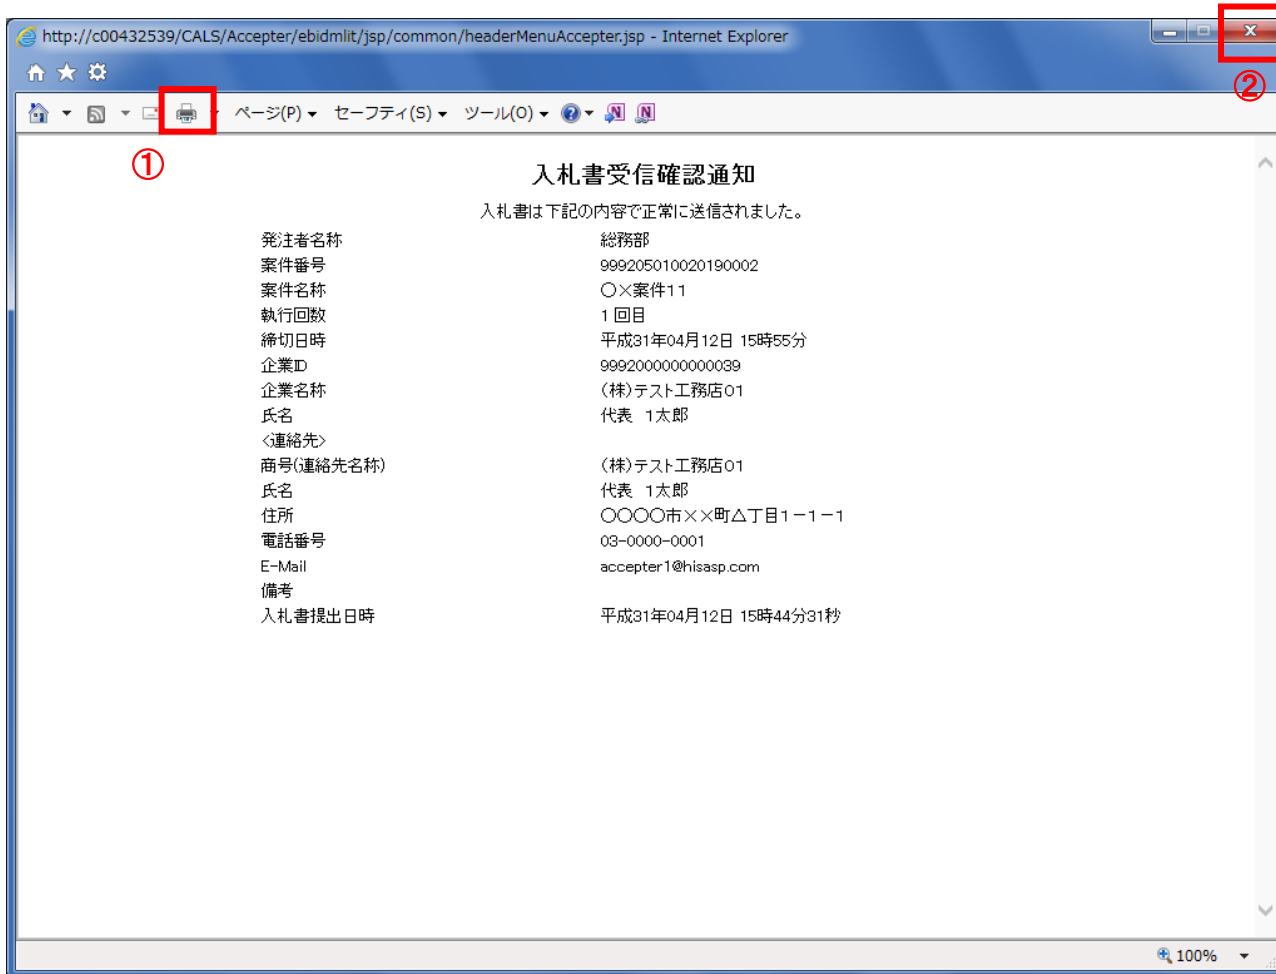 http://c00432539/CALS/Accepter/ebidmlit/jsp/common/headerMenuAccepter.jsp - Internet Explorer
②
ページ(P) セーフティ(S) ツール(O)
①
入札書受信確認通知
入札書は下記の内容で正常に送信されました。
発注者名称 総務部
案件番号 999205010020190002
案件名称 〇×案件11
執行回数 1回目
締切日時 平成31年04月12日 15時55分
企業ID 9992000000000039
企業名称 (株)テスト工務店01
氏名 代表 1太郎
<連絡先>
商号(連絡先名称) (株)テスト工務店01
氏名 代表 1太郎
住所 〇〇〇〇市××町△丁目1-1-1
電話番号 03-0000-0001
E-Mail accepter1@hisasp.com
備考
入札書提出日時 平成31年04月12日 15時44分31秒
100%